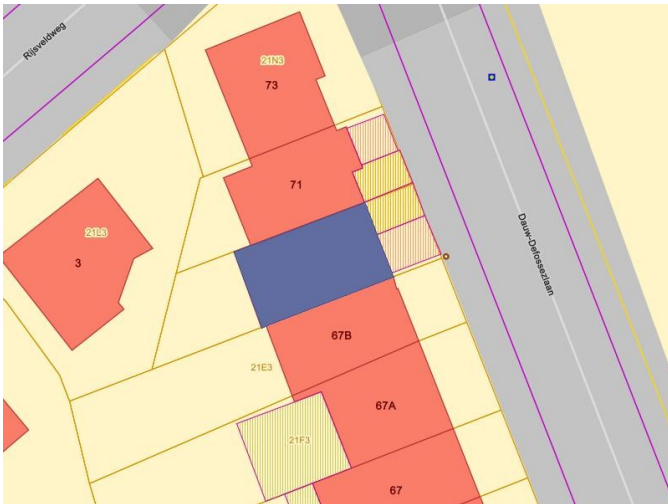 Rijsveldweg
21N3
73
71
21L3
3
Dauw-Defossezlaan
67B
21E3
67A
21F3
67